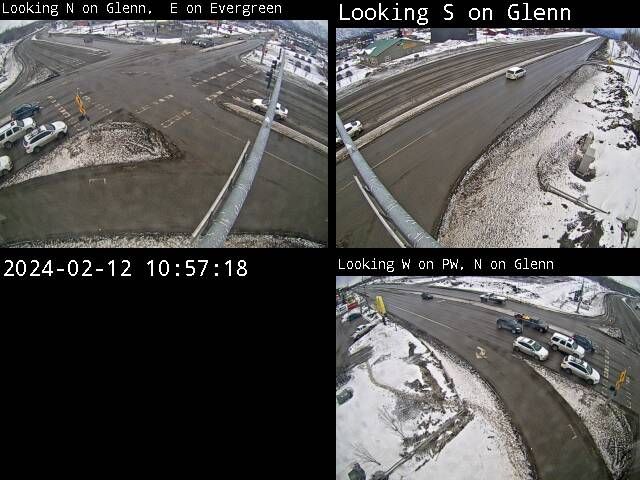 Looking N on Glenn, E on Evergreen
Looking S on Glenn
2024-02-12 10:57:18
Looking W on PW, N on Glenn